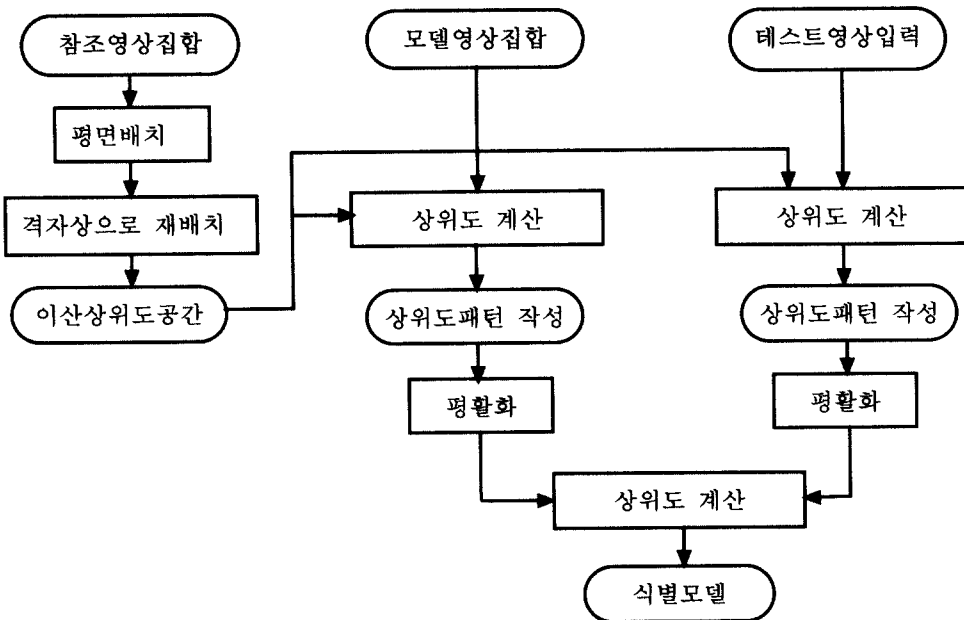 참조영상집합
모델영상집합
테스트영상입력
평면배치
격자상으로 재배치
상위도 계산
상위도 계산
이산상위도공간
상위도패턴 작성
상위도패턴 작성
평활화
평활화
상위도 계산
식별모델